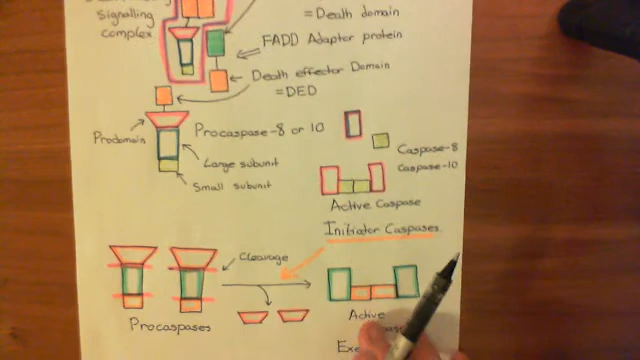 Signalling
complex
= Death domain
FADD Adaptor protein
Death effector Domain
= DED
Prodomain
Procaspase-8 or 10
Large subunit
Small subunit
Caspase-8
Caspase-10
Active Caspase
Initiator Caspases
Cleavage
Procaspases
Active